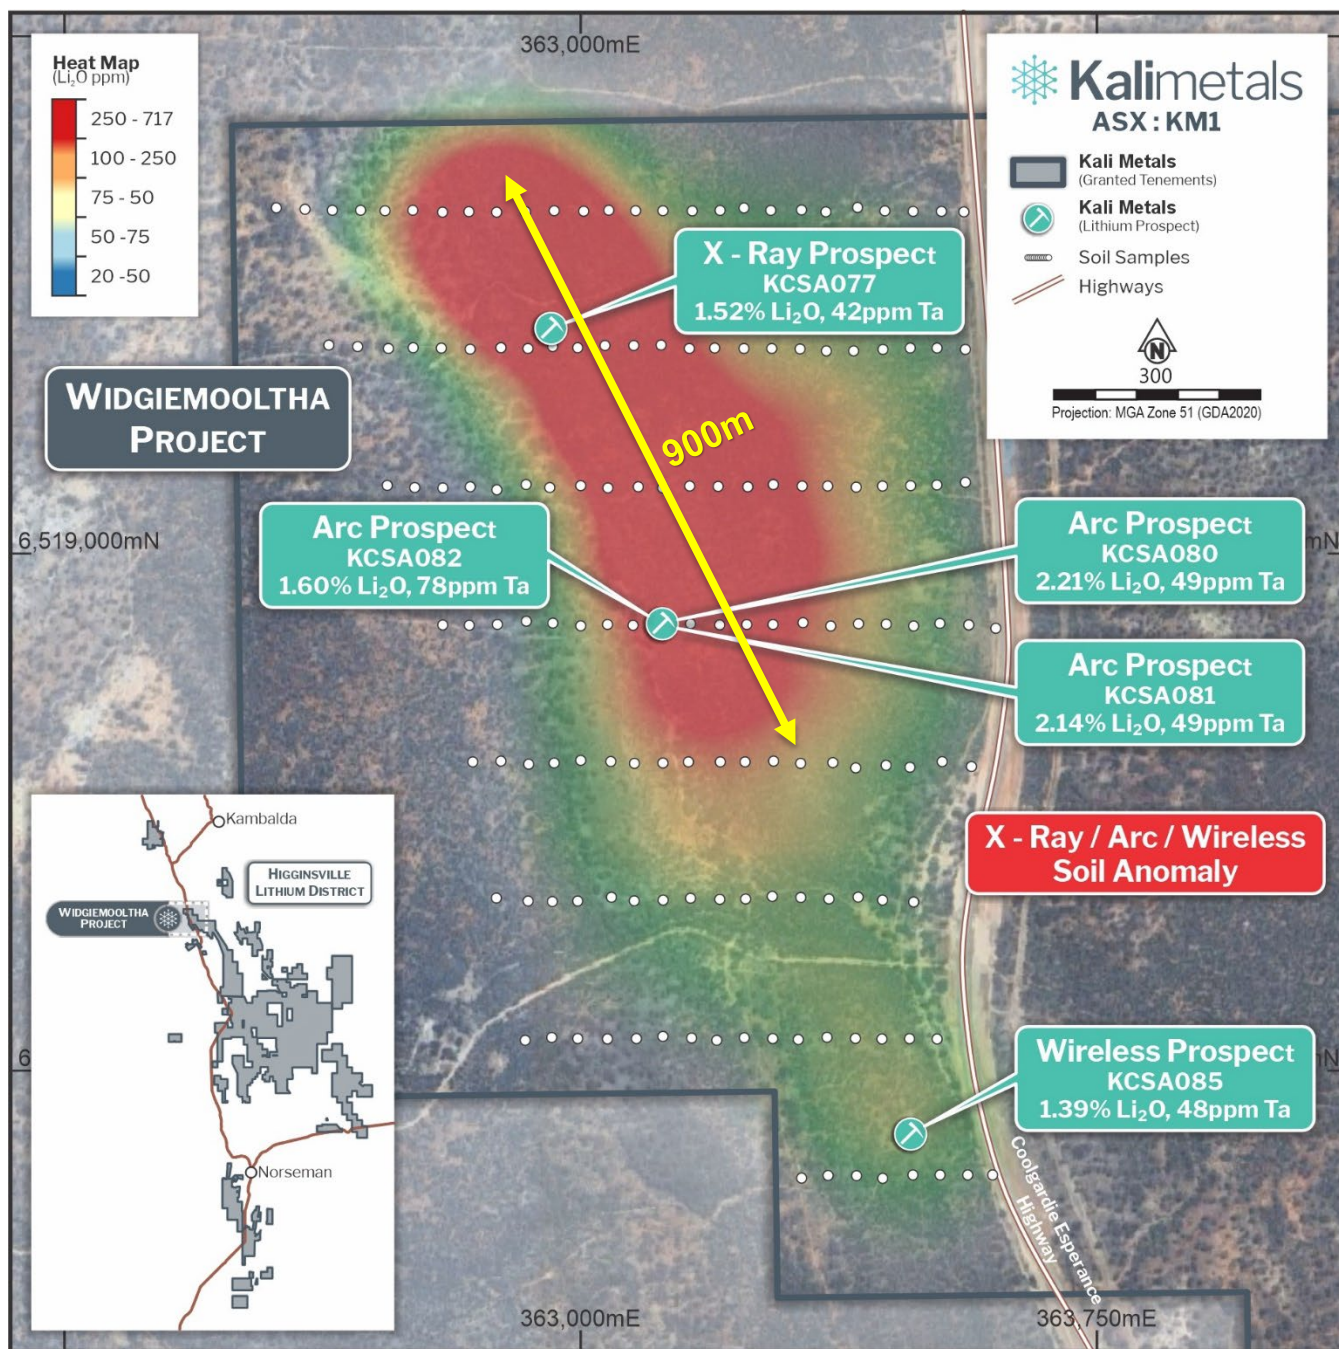 363,000mE
Heat Map
(Li₂O ppm)
250 - 717
100 - 250
75 - 50
50 -75
20 -50
Kalimetals
ASX : KM1
Kali Metals
(Granted Tenements)
Kali Metals
(Lithium Prospect)
Soil Samples
Highways
N
300
Projection: MGA Zone 51 (GDA2020)
X - Ray Prospect
KCSA077
1.52% Li₂O, 42ppm Ta
WIDGIEMOOLTHA
PROJECT
900m
6,519,000mN
Arc Prospect
KCSA082
1.60% Li₂O, 78ppm Ta
Arc Prospect
KCSA080
2.21% Li₂O, 49ppm Ta
Arc Prospect
KCSA081
2.14% Li₂O, 49ppm Ta
X - Ray / Arc / Wireless
Soil Anomaly
Kambalda
HIGGINSVILLE
LITHIUM DISTRICT
WIDGIEMOOLTHA
PROJECT
Norseman
Wireless Prospect
KCSA085
1.39% Li₂O, 48ppm Ta
Coolgardie Esperance
Highway
363,000mE
363,750mE